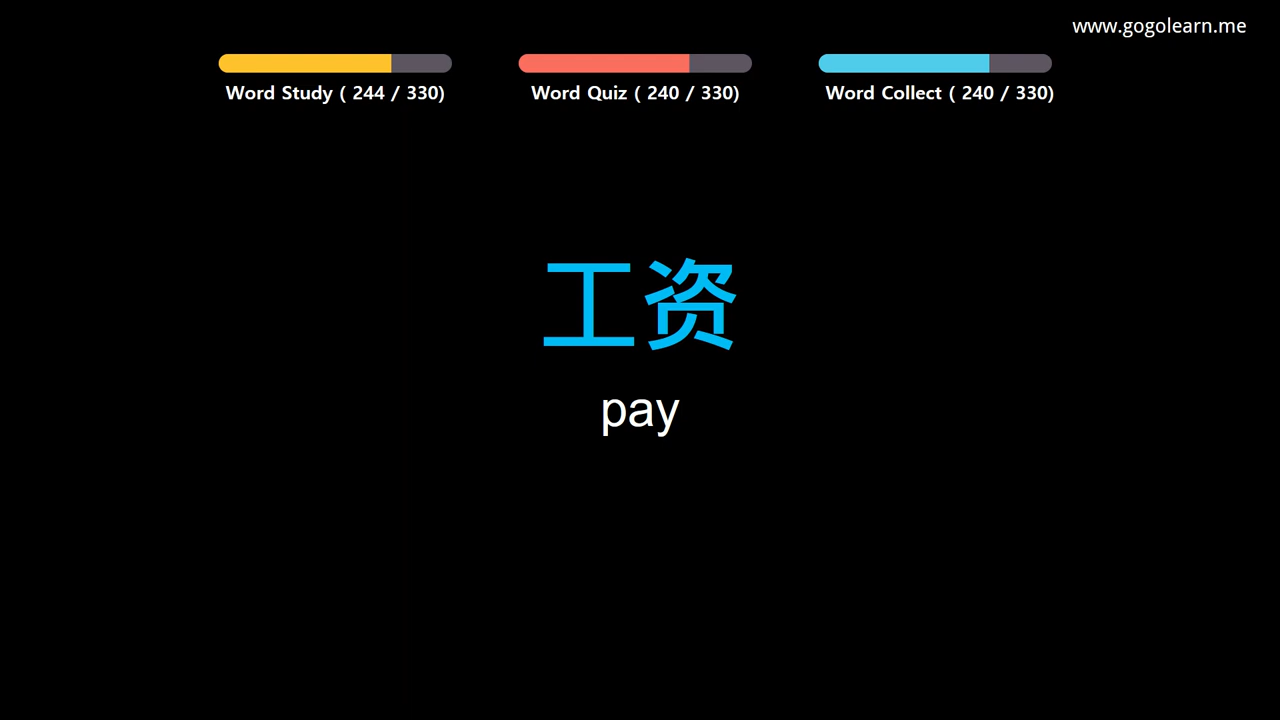 www.gogolearn.me
Word Study ( 244 / 330)
Word Quiz ( 240 / 330)
Word Collect ( 240 / 330)
工资
pay